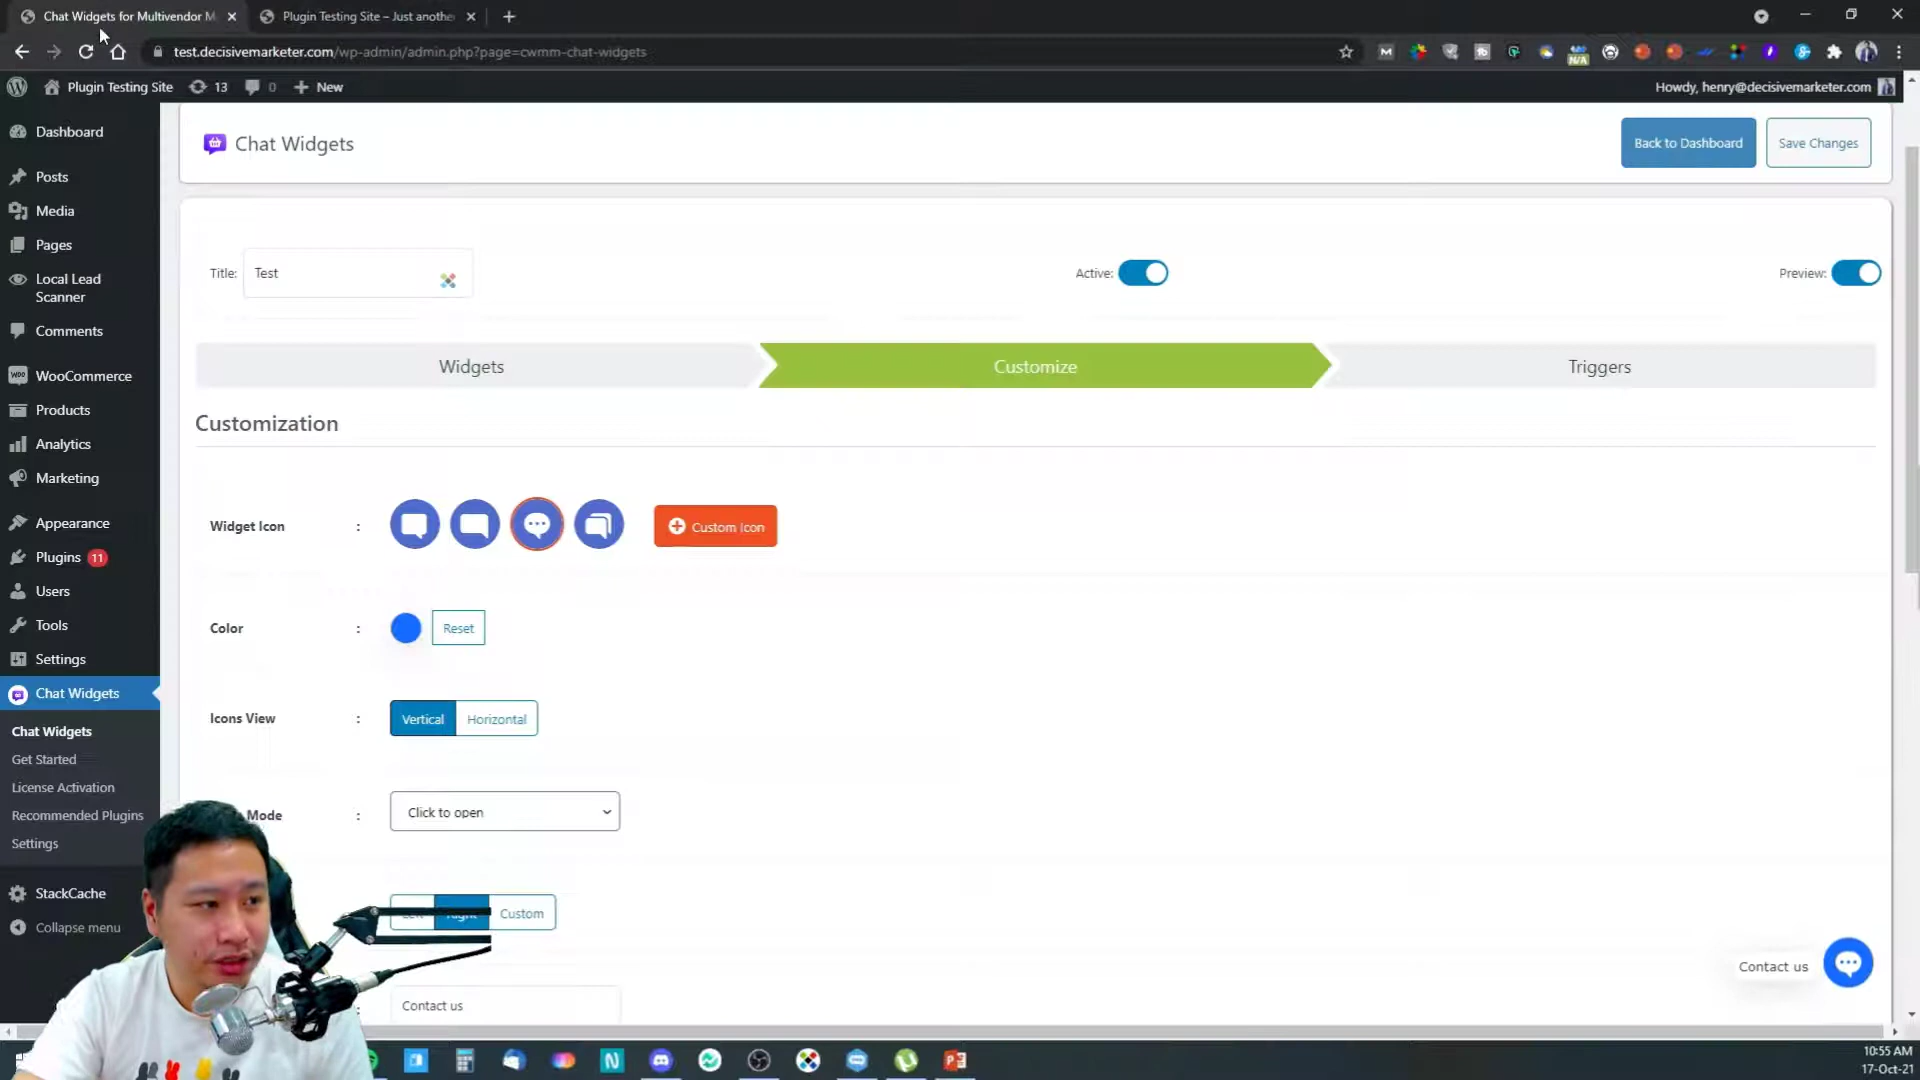 Chat Widgets for Multivendor M
Plugin Testing Site – Just anothe
test.decisivemarketer.com/wp-admin/admin.php?page=cwmm-chat-widgets
N/A
Plugin Testing Site
13
0
New
Howdy, henry@decisivemarketer.com
Dashboard
Posts
Media
Pages
Local Lead
Scanner
Comments
WooCommerce
Products
Analytics
Marketing
Appearance
Plugins 11
Users
Tools
Settings
Chat Widgets
Chat Widgets
Get Started
License Activation
Recommended Plugins
Settings
StackCache
Collapse menu
Chat Widgets
Back to Dashboard
Save Changes
Title: Test
Active:
Preview:
Widgets
Customize
Triggers
Customization
Widget Icon :
Custom Icon
Color :
Reset
Icons View :
Vertical Horizontal
Mode :
Click to open
Right Custom
: Contact us
Contact us
10:55 AM
17-Oct-21